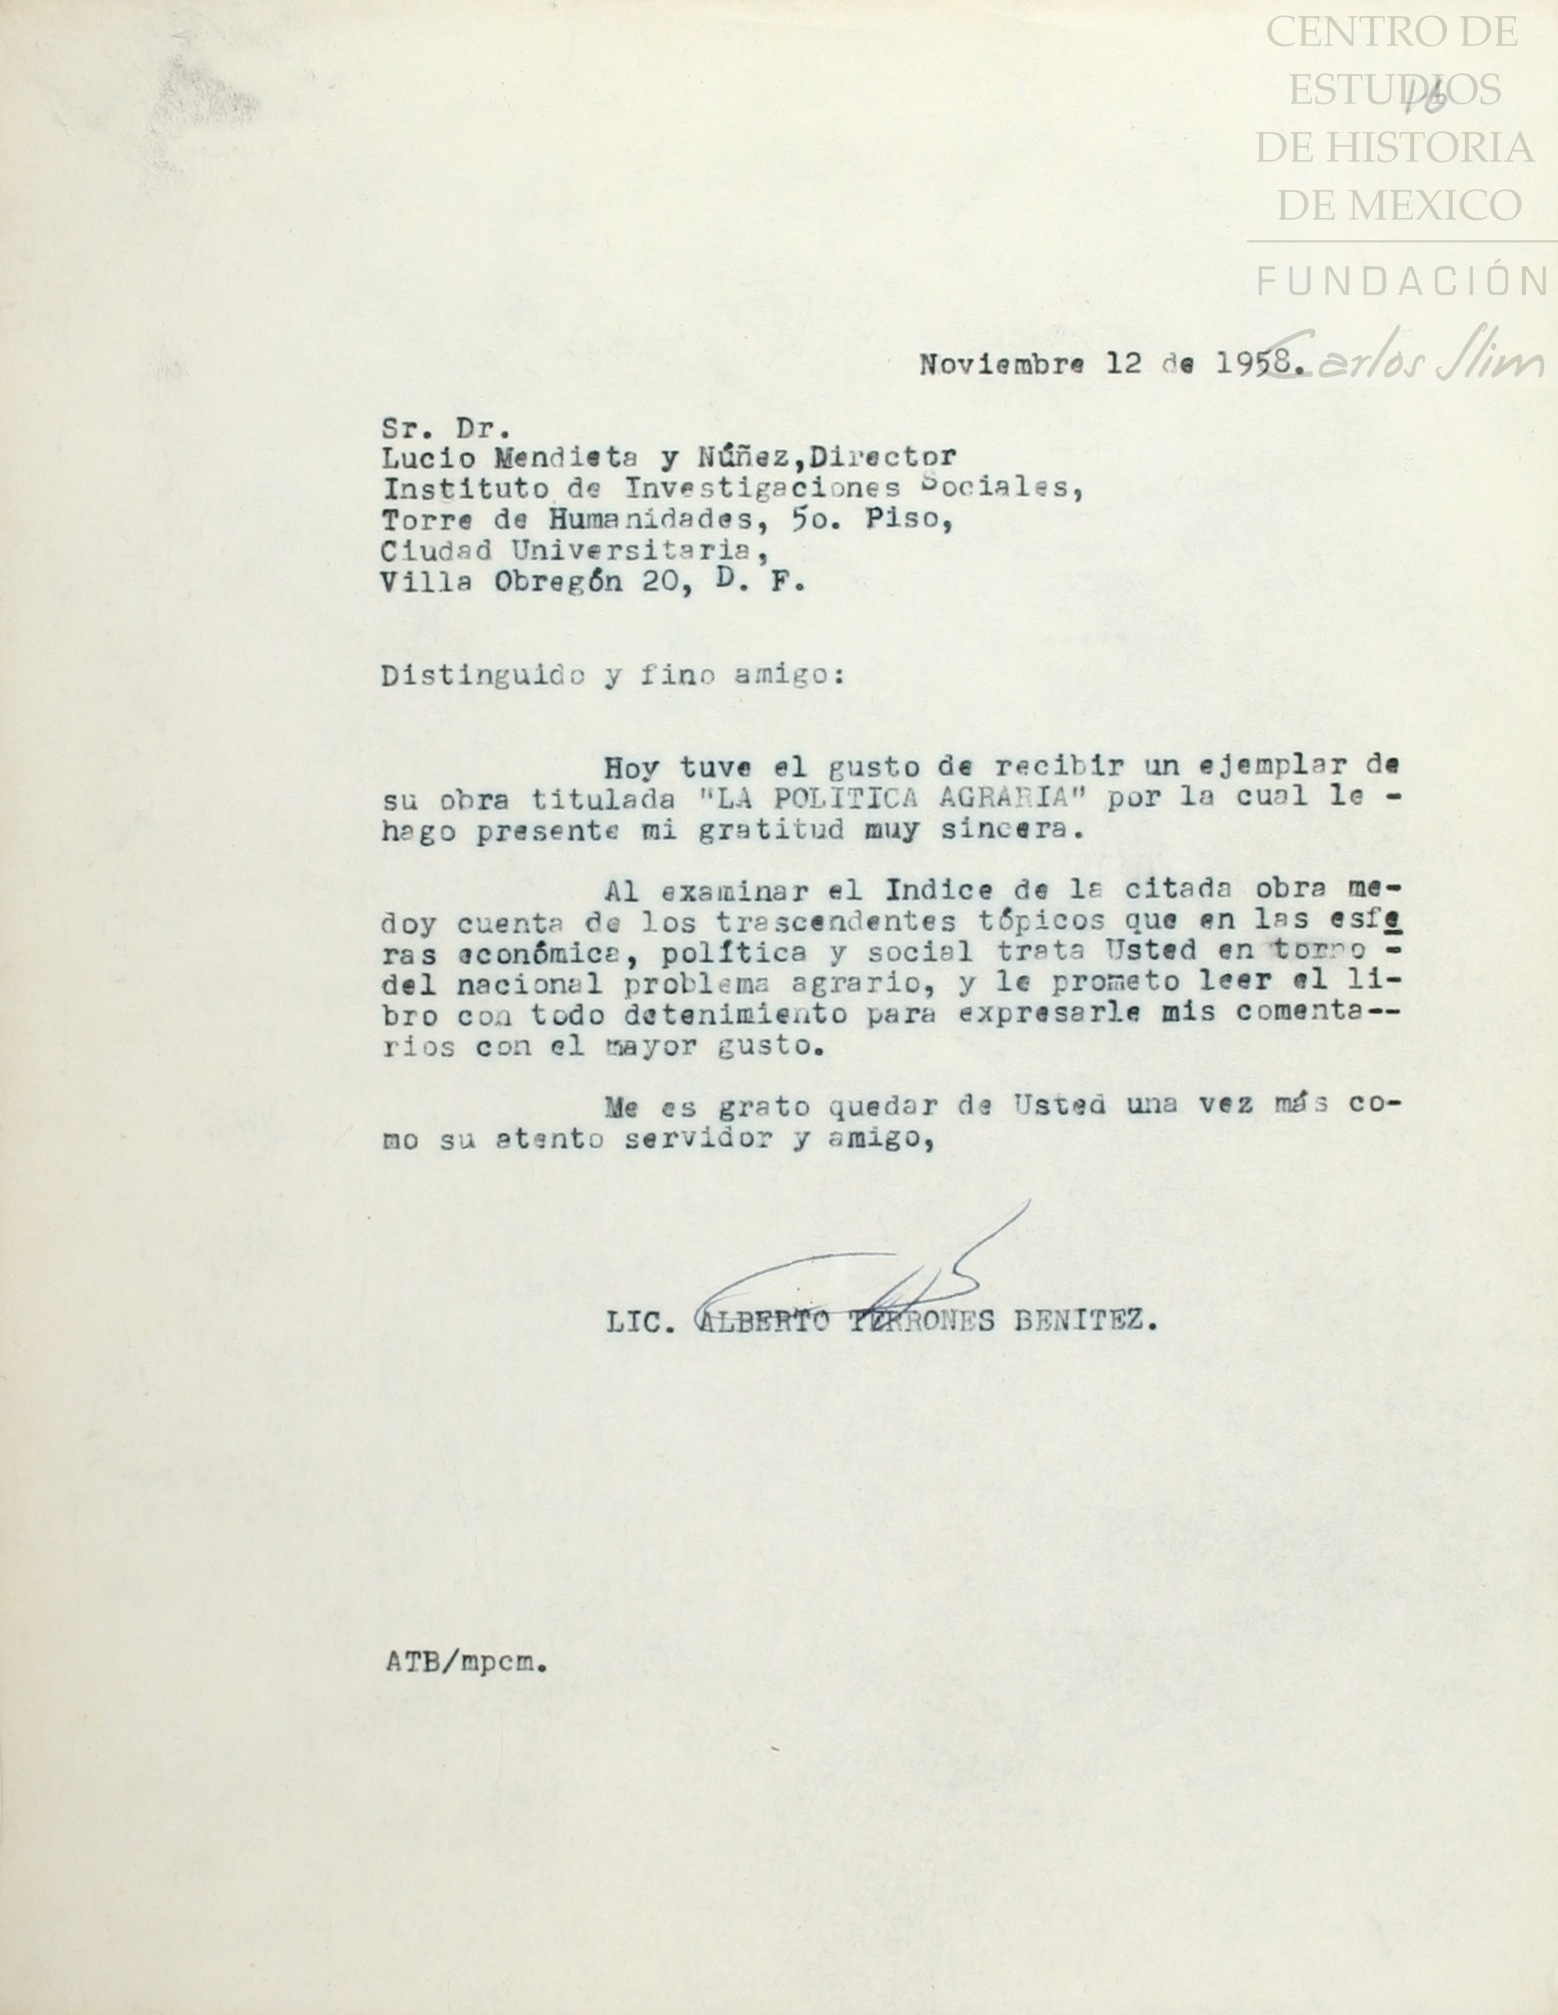 CENTRO DE
ESTUDIOS
16
DE HISTORIA
DE MEXICO
FUNDACIÓN
Carlos Slim
Noviembre 12 de 1958.
Sr. Dr.
Lucio Mendieta y Núñez,Director
Instituto de Investigaciones Sociales,
Torre de Humanidades, 5o. Piso,
Ciudad Universitaria,
Villa Obregón 20, D. F.
Distinguido y fino amigo:
Hoy tuve el gusto de recibir un ejemplar de
su obra titulada "LA POLITICA AGRARIA" por la cual le -
hago presente mi gratitud muy sincera.
Al examinar el Indice de la citada obra me-
doy cuenta de los trascendentes tópicos que en las esfe
ras económica, política y social trata Usted en torno -
del nacional problema agrario, y le prometo leer el li-
bro con todo detenimiento para expresarle mis comenta--
rios con el mayor gusto.
Me es grato quedar de Usted una vez más co-
mo su atento servidor y amigo,
LIC. ALBERTO TERRONES BENITEZ.
ATB/mpcm.